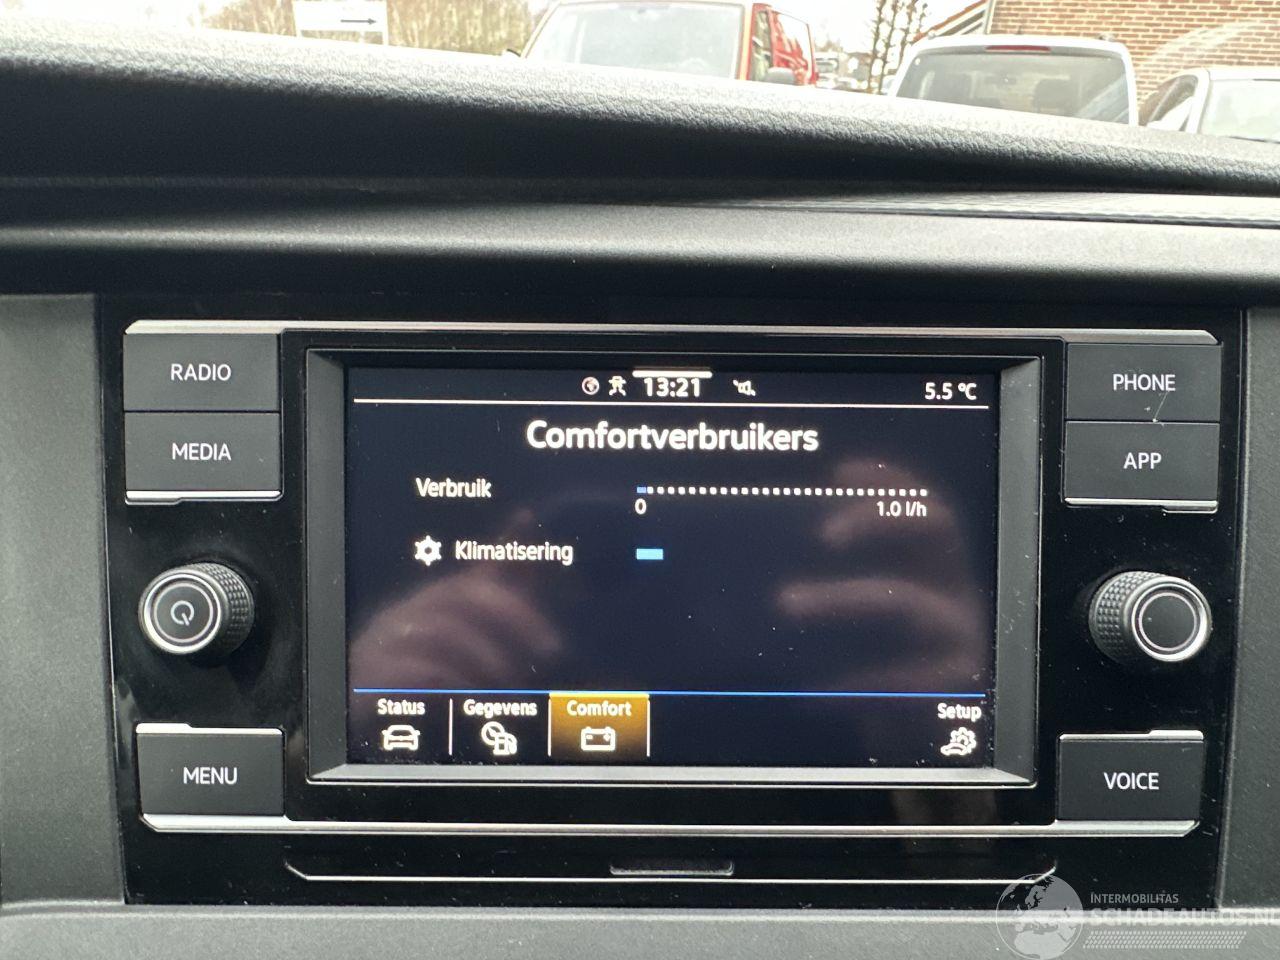 RADIO
MEDIA
MENU
13:21
5.5 °C
Comfortverbruikers
Verbruik
0
1.0 l/h
Klimatisering
Status
Gegevens
Comfort
Setup
PHONE
APP
VOICE
INTERMOBILITAS
SCHADEAUTOS.NL